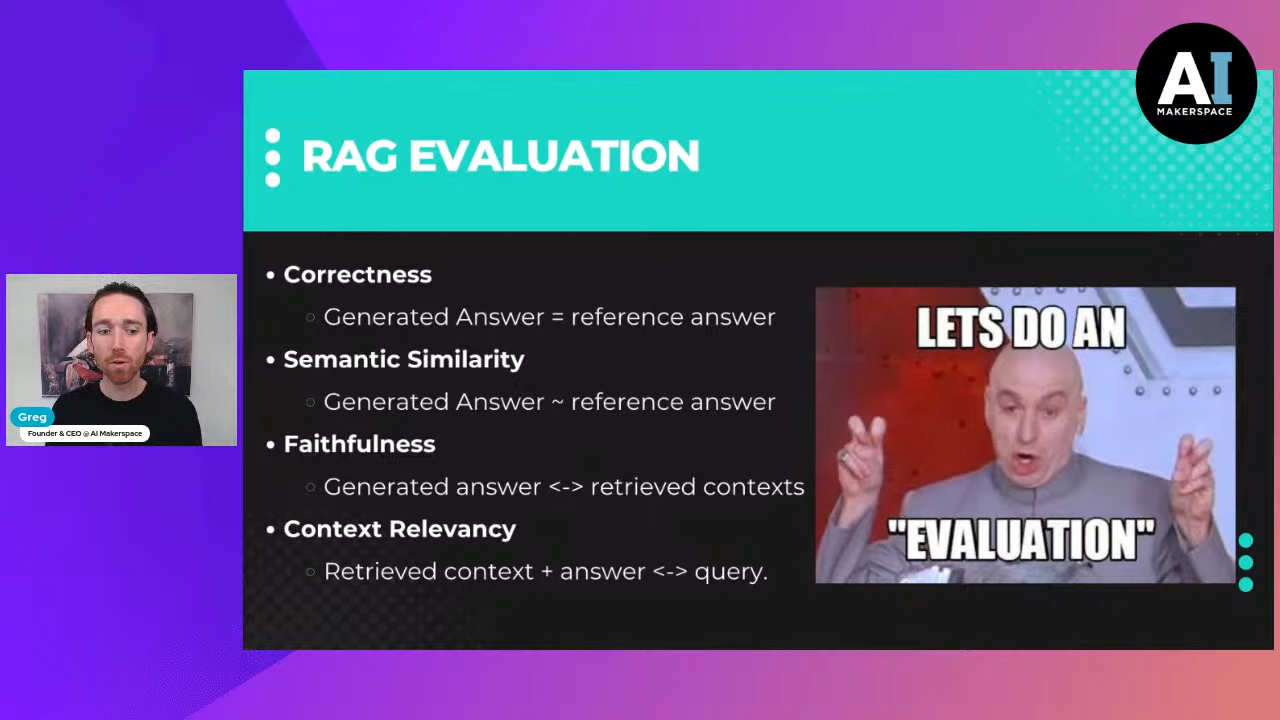 AI
MAKERSPACE
RAG EVALUATION
• Correctness
○ Generated Answer = reference answer
• Semantic Similarity
○ Generated Answer ~ reference answer
• Faithfulness
○ Generated answer <-> retrieved contexts
• Context Relevancy
○ Retrieved context + answer <-> query.
LETS DO AN
"EVALUATION"
Greg
Founder & CEO @ AI Makerspace